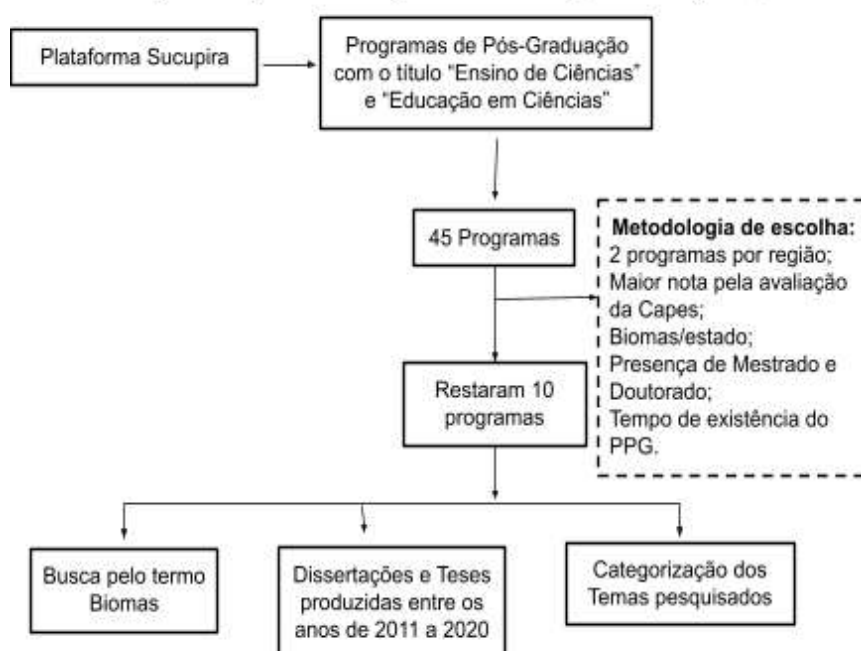 Plataforma Sucupira
Programas de Pós-Graduação
com o título “Ensino de Ciências”
e “Educação em Ciências”
45 Programas
Metodologia de escolha:
2 programas por região;
Maior nota pela avaliação
da Capes;
Biomas/estado;
Presença de Mestrado e
Doutorado;
Tempo de existência do
PPG.
Restaram 10
programas
Busca pelo termo
Biomas
Dissertações e Teses
produzidas entre os
anos de 2011 a 2020
Categorização dos
Temas pesquisados